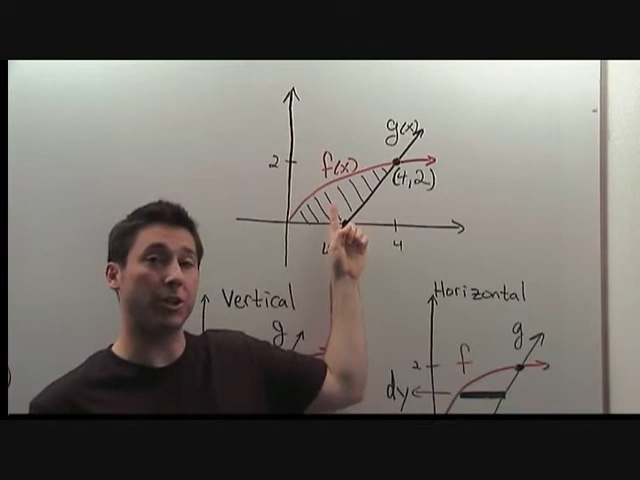 g(x)
2
f(x)
(4,2)
4
Vertical
g
Horizontal
g
2
f
dy